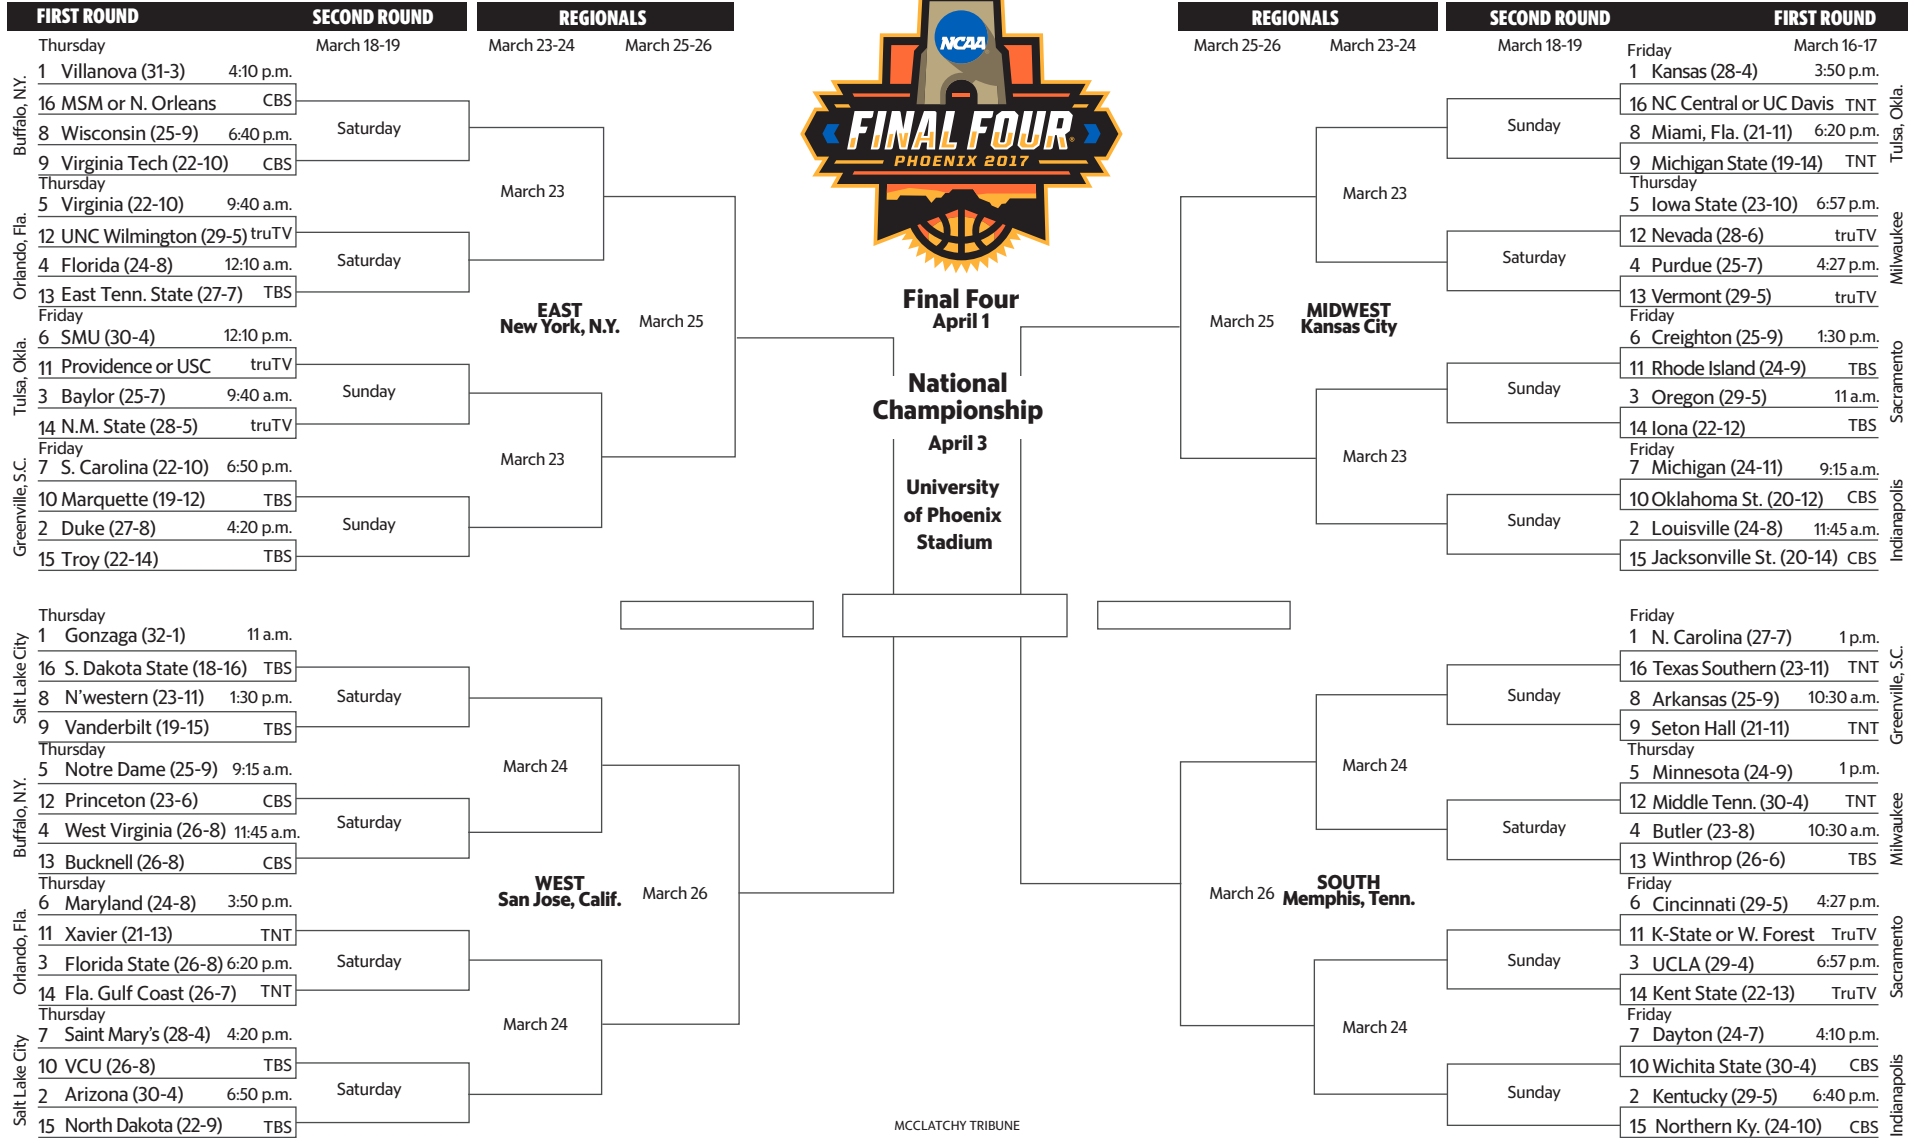 FIRST ROUND SECOND ROUND REGIONALS
Thursday March 18-19 March 23-24 March 25-26
Buffalo, N.Y.
1 Villanova (31-3) 4:10 p.m.
16 MSM or N. Orleans CBS
Saturday
8 Wisconsin (25-9) 6:40 p.m.
9 Virginia Tech (22-10) CBS
Thursday
March 23
Orlando, Fla.
5 Virginia (22-10) 9:40 a.m.
12 UNC Wilmington (29-5) truTV
Saturday
4 Florida (24-8) 12:10 a.m.
13 East Tenn. State (27-7) TBS
Friday
EAST
New York, N.Y.
March 25
Tulsa, Okla.
6 SMU (30-4) 12:10 p.m.
11 Providence or USC truTV
Sunday
3 Baylor (25-7) 9:40 a.m.
14 N.M. State (28-5) truTV
Friday
March 23
Greenville, S.C.
7 S. Carolina (22-10) 6:50 p.m.
10 Marquette (19-12) TBS
Sunday
2 Duke (27-8) 4:20 p.m.
15 Troy (22-14) TBS
Thursday
Salt Lake City
1 Gonzaga (32-1) 11 a.m.
16 S. Dakota State (18-16) TBS
Saturday
8 N'western (23-11) 1:30 p.m.
9 Vanderbilt (19-15) TBS
Thursday
March 24
Buffalo, N.Y.
5 Notre Dame (25-9) 9:15 a.m.
12 Princeton (23-6) CBS
Saturday
4 West Virginia (26-8) 11:45 a.m.
13 Bucknell (26-8) CBS
Thursday
WEST
San Jose, Calif.
March 26
Orlando, Fla.
6 Maryland (24-8) 3:50 p.m.
11 Xavier (21-13) TNT
Saturday
3 Florida State (26-8) 6:20 p.m.
14 Fla. Gulf Coast (26-7) TNT
Thursday
March 24
Salt Lake City
7 Saint Mary's (28-4) 4:20 p.m.
10 VCU (26-8) TBS
Saturday
2 Arizona (30-4) 6:50 p.m.
15 North Dakota (22-9) TBS
NCAA
FINAL FOUR
PHOENIX 2017
Final Four
April 1
National
Championship
April 3
University
of Phoenix
Stadium
MCCLATCHY TRIBUNE
REGIONALS SECOND ROUND FIRST ROUND
March 25-26 March 23-24 March 18-19 March 16-17
Friday
Tulsa, Okla.
1 Kansas (28-4) 3:50 p.m.
16 NC Central or UC Davis TNT
Sunday
8 Miami, Fla. (21-11) 6:20 p.m.
9 Michigan State (19-14) TNT
Thursday
March 23
Milwaukee
5 Iowa State (23-10) 6:57 p.m.
12 Nevada (28-6) truTV
Saturday
4 Purdue (25-7) 4:27 p.m.
13 Vermont (29-5) truTV
Friday
March 25
MIDWEST
Kansas City
Sacramento
6 Creighton (25-9) 1:30 p.m.
11 Rhode Island (24-9) TBS
Sunday
3 Oregon (29-5) 11 a.m.
14 Iona (22-12) TBS
Friday
March 23
Indianapolis
7 Michigan (24-11) 9:15 a.m.
10 Oklahoma St. (20-12) CBS
Sunday
2 Louisville (24-8) 11:45 a.m.
15 Jacksonville St. (20-14) CBS
Friday
Greenville, S.C.
1 N. Carolina (27-7) 1 p.m.
16 Texas Southern (23-11) TNT
Sunday
8 Arkansas (25-9) 10:30 a.m.
9 Seton Hall (21-11) TNT
Thursday
March 24
Milwaukee
5 Minnesota (24-9) 1 p.m.
12 Middle Tenn. (30-4) TNT
Saturday
4 Butler (23-8) 10:30 a.m.
13 Winthrop (26-6) TBS
Friday
March 26
SOUTH
Memphis, Tenn.
Sacramento
6 Cincinnati (29-5) 4:27 p.m.
11 K-State or W. Forest TruTV
Sunday
3 UCLA (29-4) 6:57 p.m.
14 Kent State (22-13) TruTV
Friday
March 24
Indianapolis
7 Dayton (24-7) 4:10 p.m.
10 Wichita State (30-4) CBS
Sunday
2 Kentucky (29-5) 6:40 p.m.
15 Northern Ky. (24-10) CBS